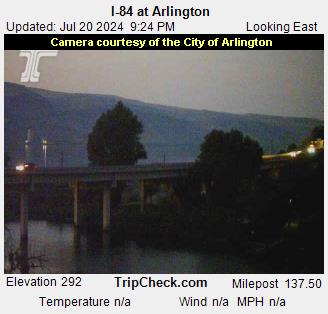 I-84 at Arlington
Updated: Jul 20 2024 9:24 PM Looking East
Camera courtesy of the City of Arlington
Elevation 292 TripCheck.com Milepost 137.50
Temperature n/a Wind n/a MPH n/a